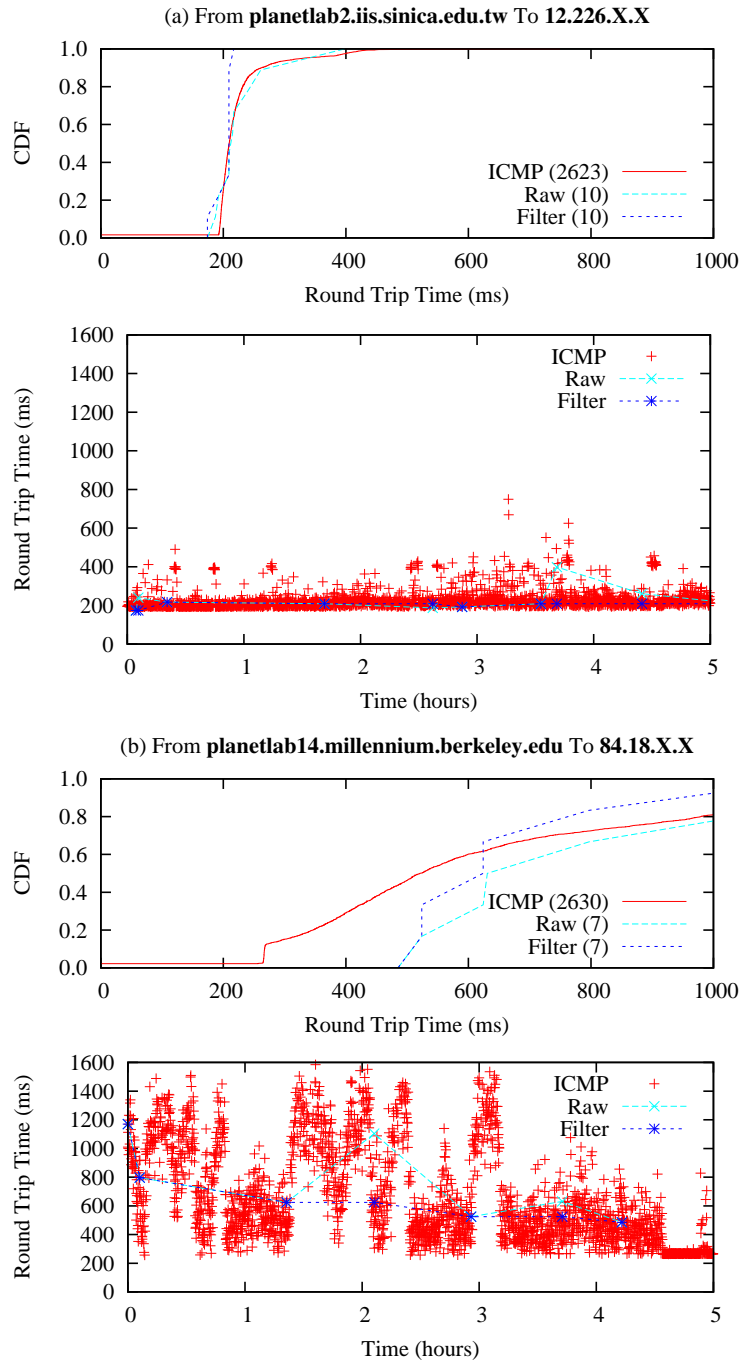 (a) From planetlab2.iis.sinica.edu.tw To 12.226.X.X
CDF
1.0
0.8
0.6
0.4
0.2
0.0
ICMP (2623)
Raw (10)
Filter (10)
0 200 400 600 800 1000
Round Trip Time (ms)
Round Trip Time (ms)
1600
1400
1200
1000
800
600
400
200
0
ICMP
Raw
Filter
0 1 2 3 4 5
Time (hours)
(b) From planetlab14.millennium.berkeley.edu To 84.18.X.X
CDF
1.0
0.8
0.6
0.4
0.2
0.0
ICMP (2630)
Raw (7)
Filter (7)
0 200 400 600 800 1000
Round Trip Time (ms)
Round Trip Time (ms)
1600
1400
1200
1000
800
600
400
200
0
ICMP
Raw
Filter
0 1 2 3 4 5
Time (hours)